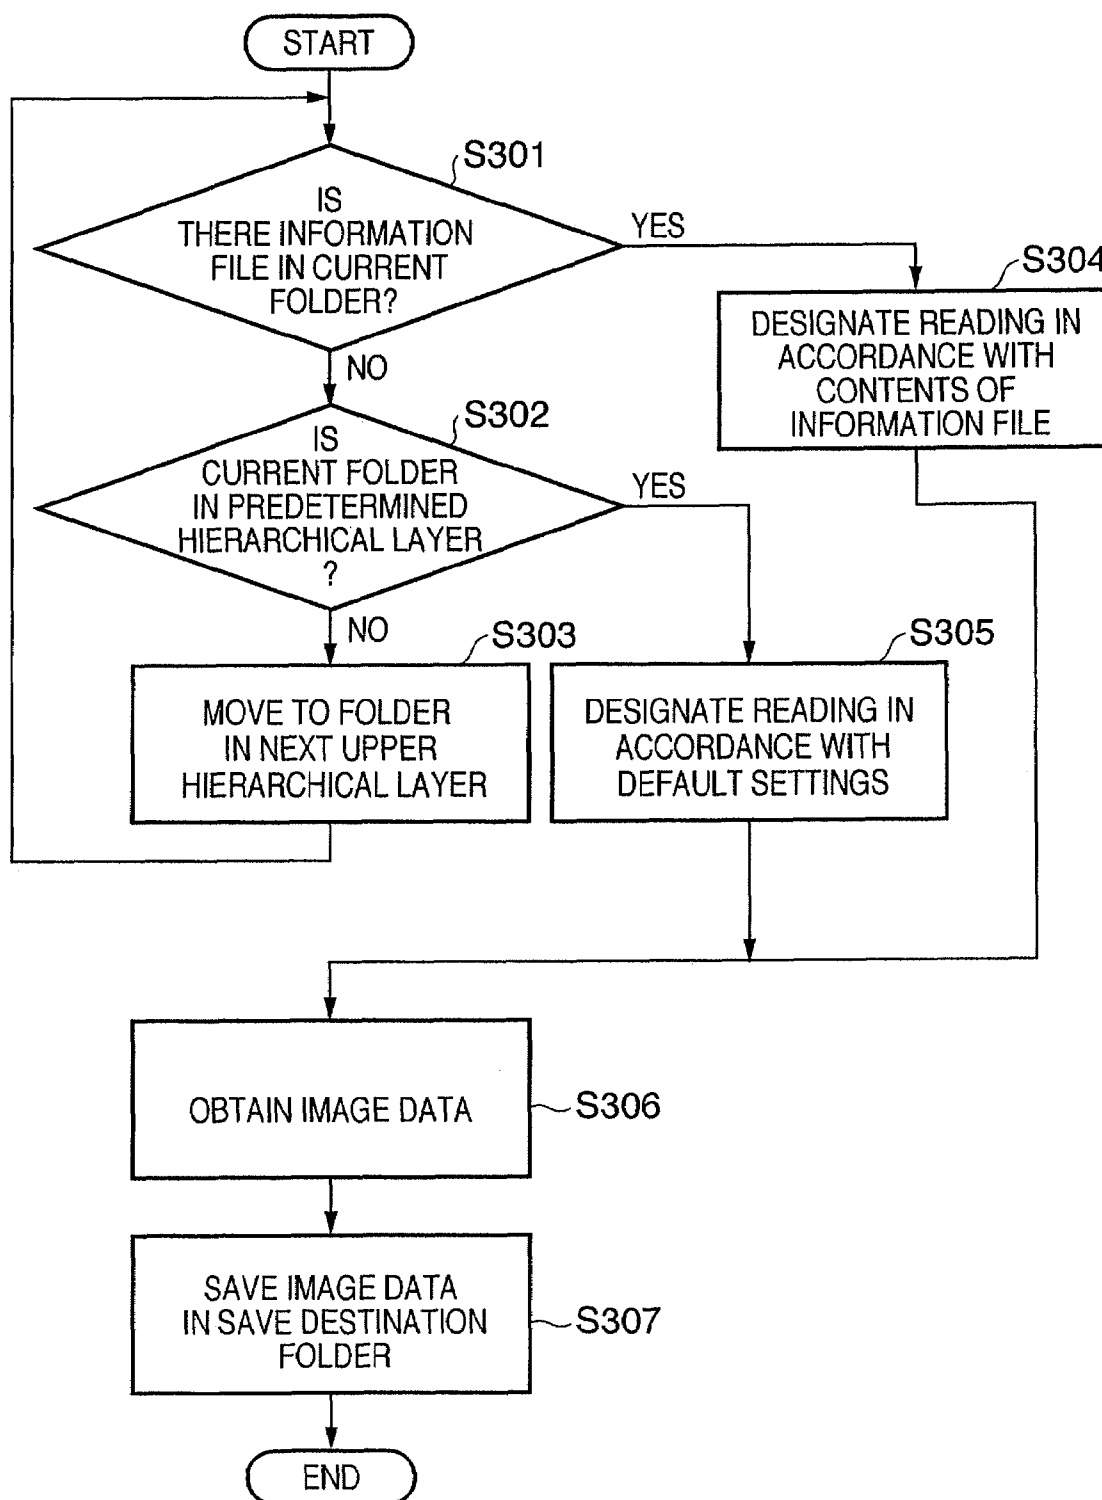 START
S301
IS
THERE INFORMATION
FILE IN CURRENT
FOLDER?
YES
NO
S304
DESIGNATE READING IN
ACCORDANCE WITH
CONTENTS OF
INFORMATION FILE
S302
IS
CURRENT FOLDER
IN PREDETERMINED
HIERARCHICAL LAYER
?
YES
NO
S303
MOVE TO FOLDER
IN NEXT UPPER
HIERARCHICAL LAYER
S305
DESIGNATE READING IN
ACCORDANCE WITH
DEFAULT SETTINGS
OBTAIN IMAGE DATA
S306
SAVE IMAGE DATA
IN SAVE DESTINATION
FOLDER
S307
END